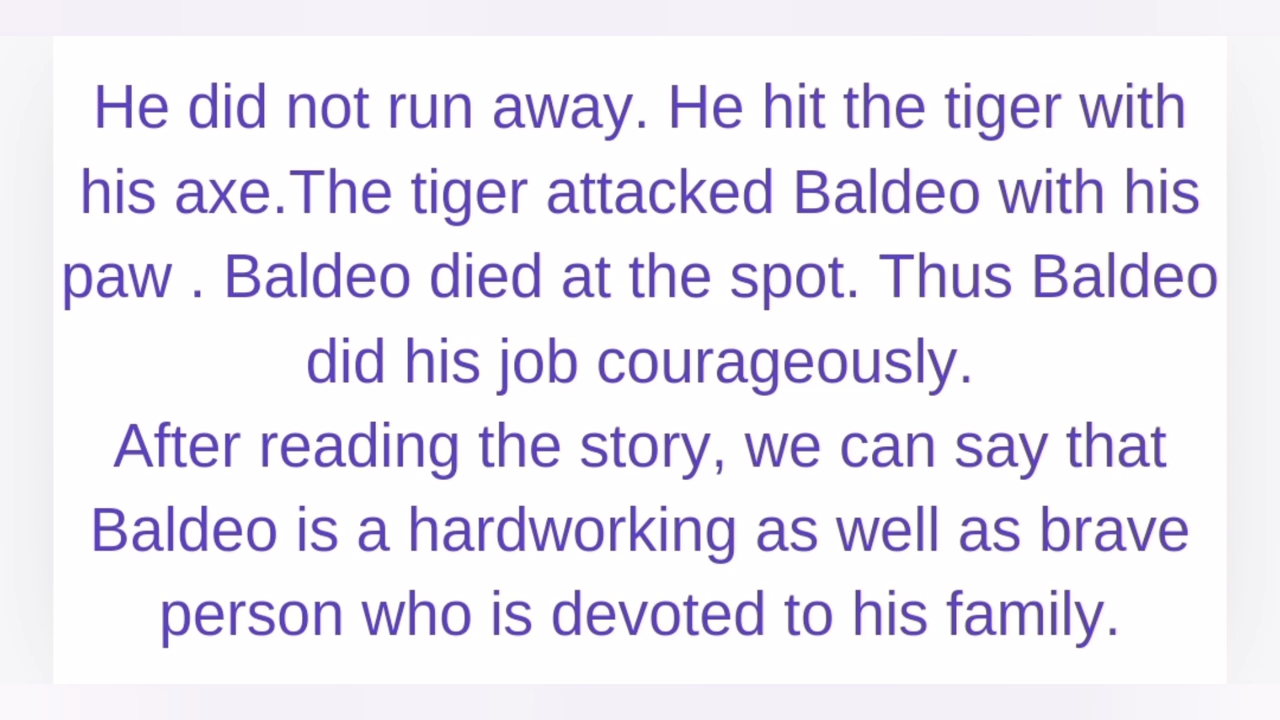 He did not run away. He hit the tiger with
his axe.The tiger attacked Baldeo with his
paw . Baldeo died at the spot. Thus Baldeo
did his job courageously.
After reading the story, we can say that
Baldeo is a hardworking as well as brave
person who is devoted to his family.